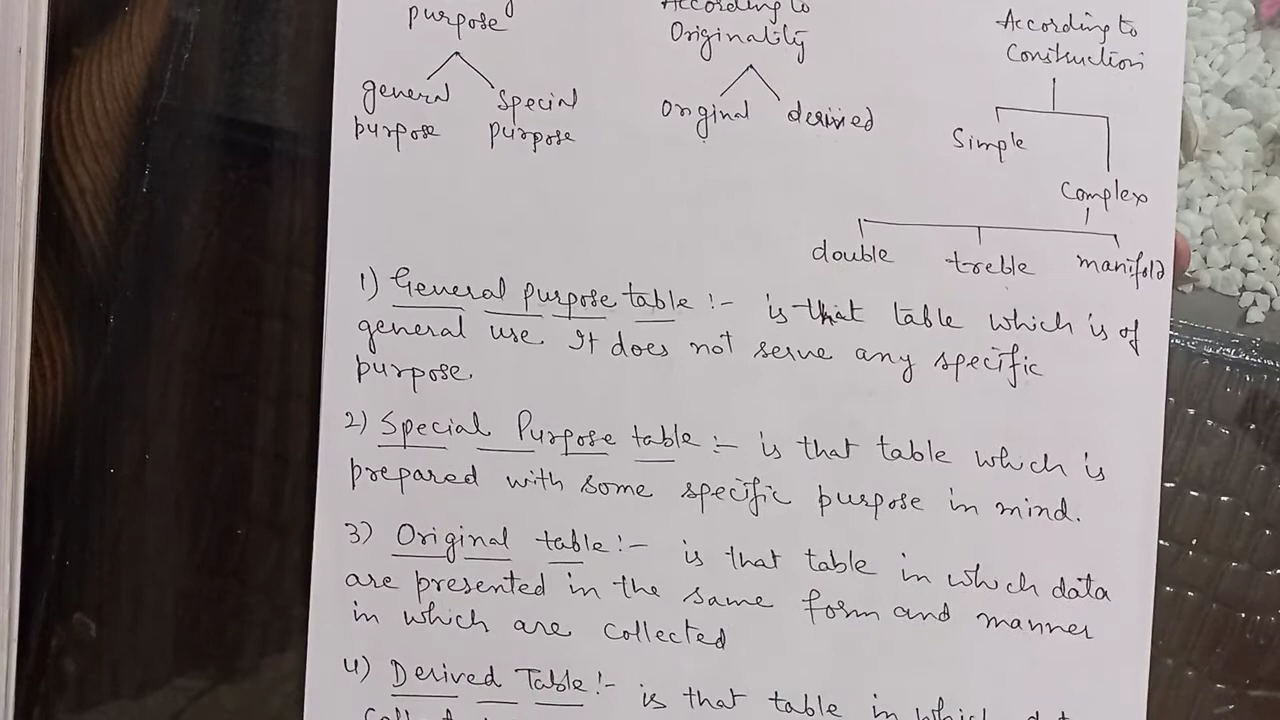 purpose
According to
Originality
According to
Construction
general
purpose
Special
purpose
Original
derived
Simple
Complex
double
treble
manifold
1) General purpose table :- is that table which is of
general use. It does not serve any specific
purpose.
2) Special Purpose table :- is that table which is
prepared with some specific purpose in mind.
3) Original table :- is that table in which data
are presented in the same form and manner
in which are collected
4) Derived Table :- is that table in which